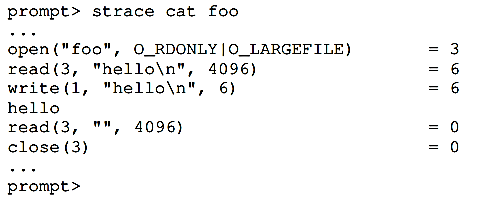 prompt> strace cat foo
...
open("foo", O_RDONLY|O_LARGEFILE) = 3
read(3, "hello\n", 4096) = 6
write(1, "hello\n", 6) = 6
hello
read(3, "", 4096) = 0
close(3) = 0
...
prompt>